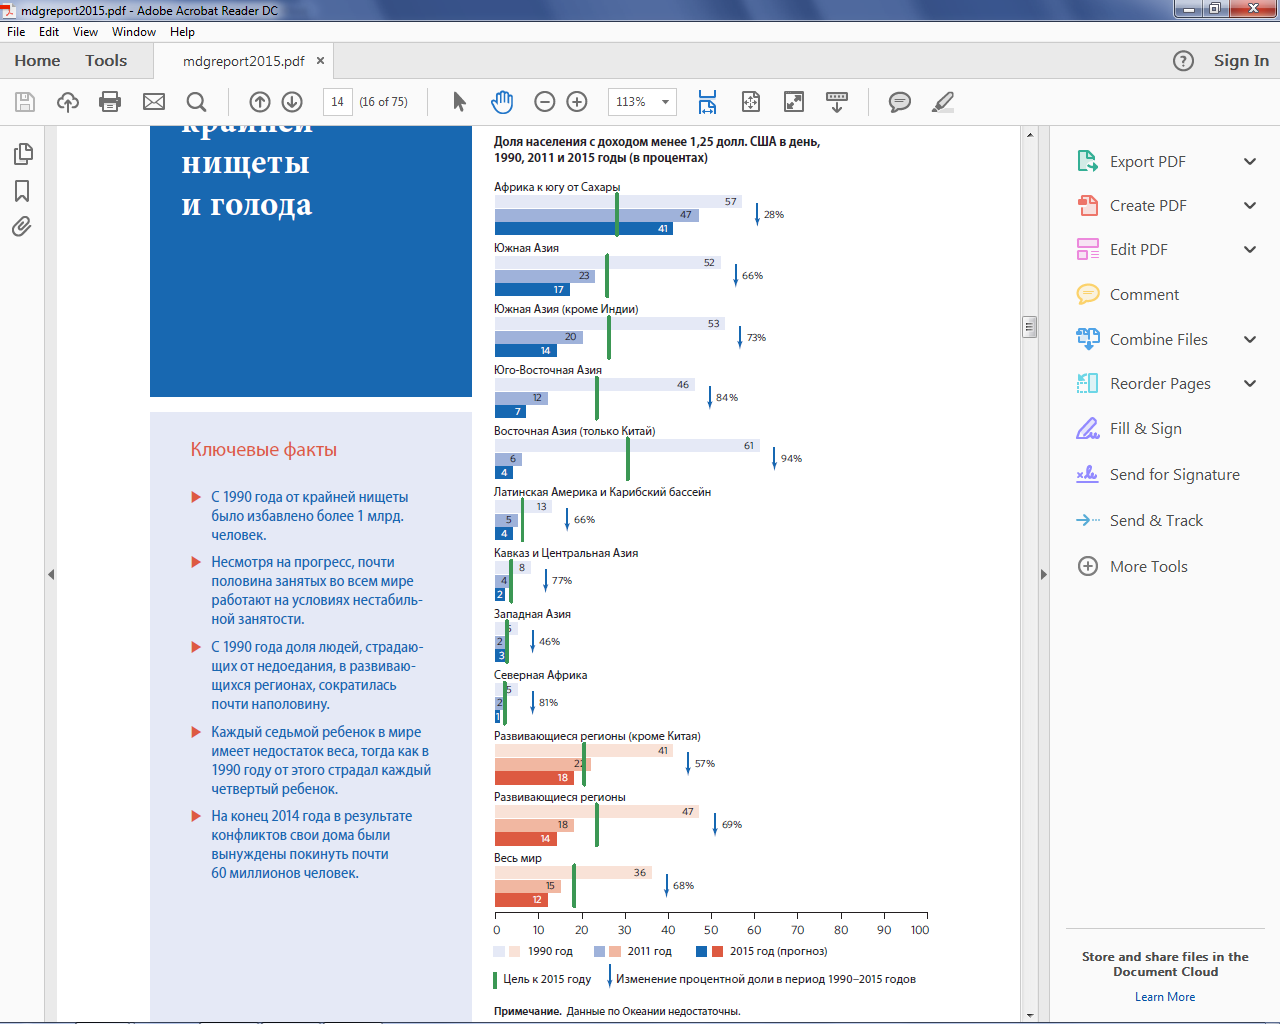 mdgreport2015.pdf - Adobe Acrobat Reader DC
File Edit View Window Help
Home Tools mdgreport2015.pdf × ? Sign In
14 (16 of 75) 113%
крайней
нищеты
и голода
Ключевые факты
С 1990 года от крайней нищеты
было избавлено более 1 млрд.
человек.
Несмотря на прогресс, почти
половина занятых во всем мире
работают на условиях нестабиль-
ной занятости.
С 1990 года доля людей, страдаю-
щих от недоедания, в развиваю-
щихся регионах, сократилась
почти наполовину.
Каждый седьмой ребенок в мире
имеет недостаток веса, тогда как в
1990 году от этого страдал каждый
четвертый ребенок.
На конец 2014 года в результате
конфликтов свои дома были
вынуждены покинуть почти
60 миллионов человек.
Доля населения с доходом менее 1,25 долл. США в день,
1990, 2011 и 2015 годы (в процентах)
Африка к югу от Сахары
57
47
28%
41
Южная Азия
52
23
66%
17
Южная Азия (кроме Индии)
53
20
73%
14
Юго-Восточная Азия
46
12
84%
7
Восточная Азия (только Китай)
61
6
94%
4
Латинская Америка и Карибский бассейн
13
5
66%
4
Кавказ и Центральная Азия
8
4
77%
2
Западная Азия
5
2
46%
3
Северная Африка
5
2
81%
1
Развивающиеся регионы (кроме Китая)
41
22
57%
18
Развивающиеся регионы
47
18
69%
14
Весь мир
36
15
68%
12
0 10 20 30 40 50 60 70 80 90 100
1990 год 2011 год 2015 год (прогноз)
Цель к 2015 году Изменение процентной доли в период 1990–2015 годов
Примечание. Данные по Океании недостаточны.
Export PDF
Create PDF
Edit PDF
Comment
Combine Files
Reorder Pages
Fill & Sign
Send for Signature
Send & Track
More Tools
Store and share files in the
Document Cloud
Learn More